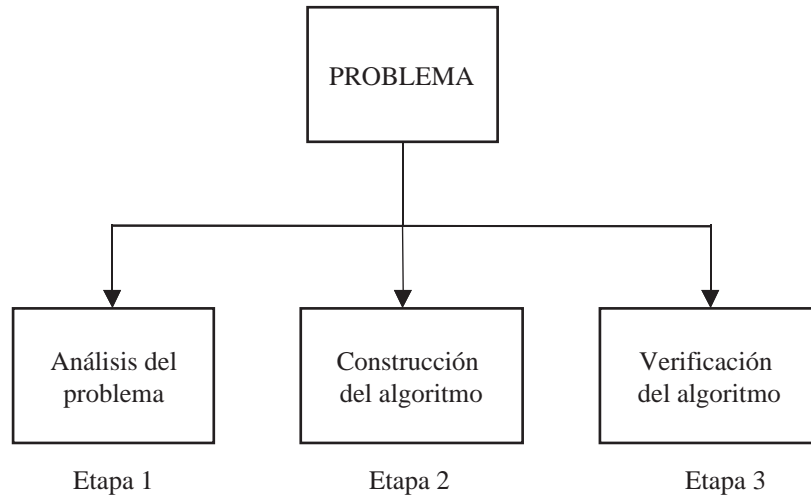 PROBLEMA
Análisis del
problema
Construcción
del algoritmo
Verificación
del algoritmo
Etapa 1
Etapa 2
Etapa 3